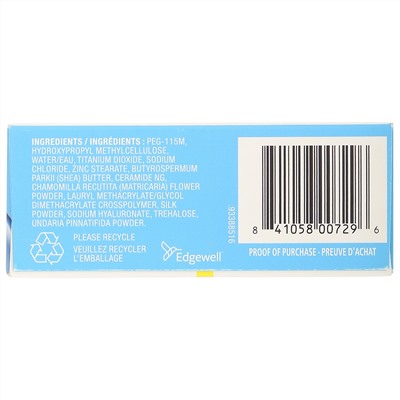 INGREDIENTS / INGRÉDIENTS : PEG-115M,
HYDROXYPROPYL METHYLCELLULOSE,
WATER/EAU, TITANIUM DIOXIDE, SODIUM
CHLORIDE, ZINC STEARATE, BUTYROSPERMUM
PARKII (SHEA) BUTTER, CERAMIDE NG,
CHAMOMILLA RECUTITA (MATRICARIA) FLOWER
POWDER, LAURYL METHACRYLATE/GLYCOL
DIMETHACRYLATE CROSSPOLYMER, SILK
POWDER, SODIUM HYALURONATE, TREHALOSE,
UNDARIA PINNATIFIDA POWDER.
PLEASE RECYCLE
VEUILLEZ RECYCLER
L'EMBALLAGE
Edgewell
93388516
8 41058 00729 6
PROOF OF PURCHASE · PREUVE D'ACHAT